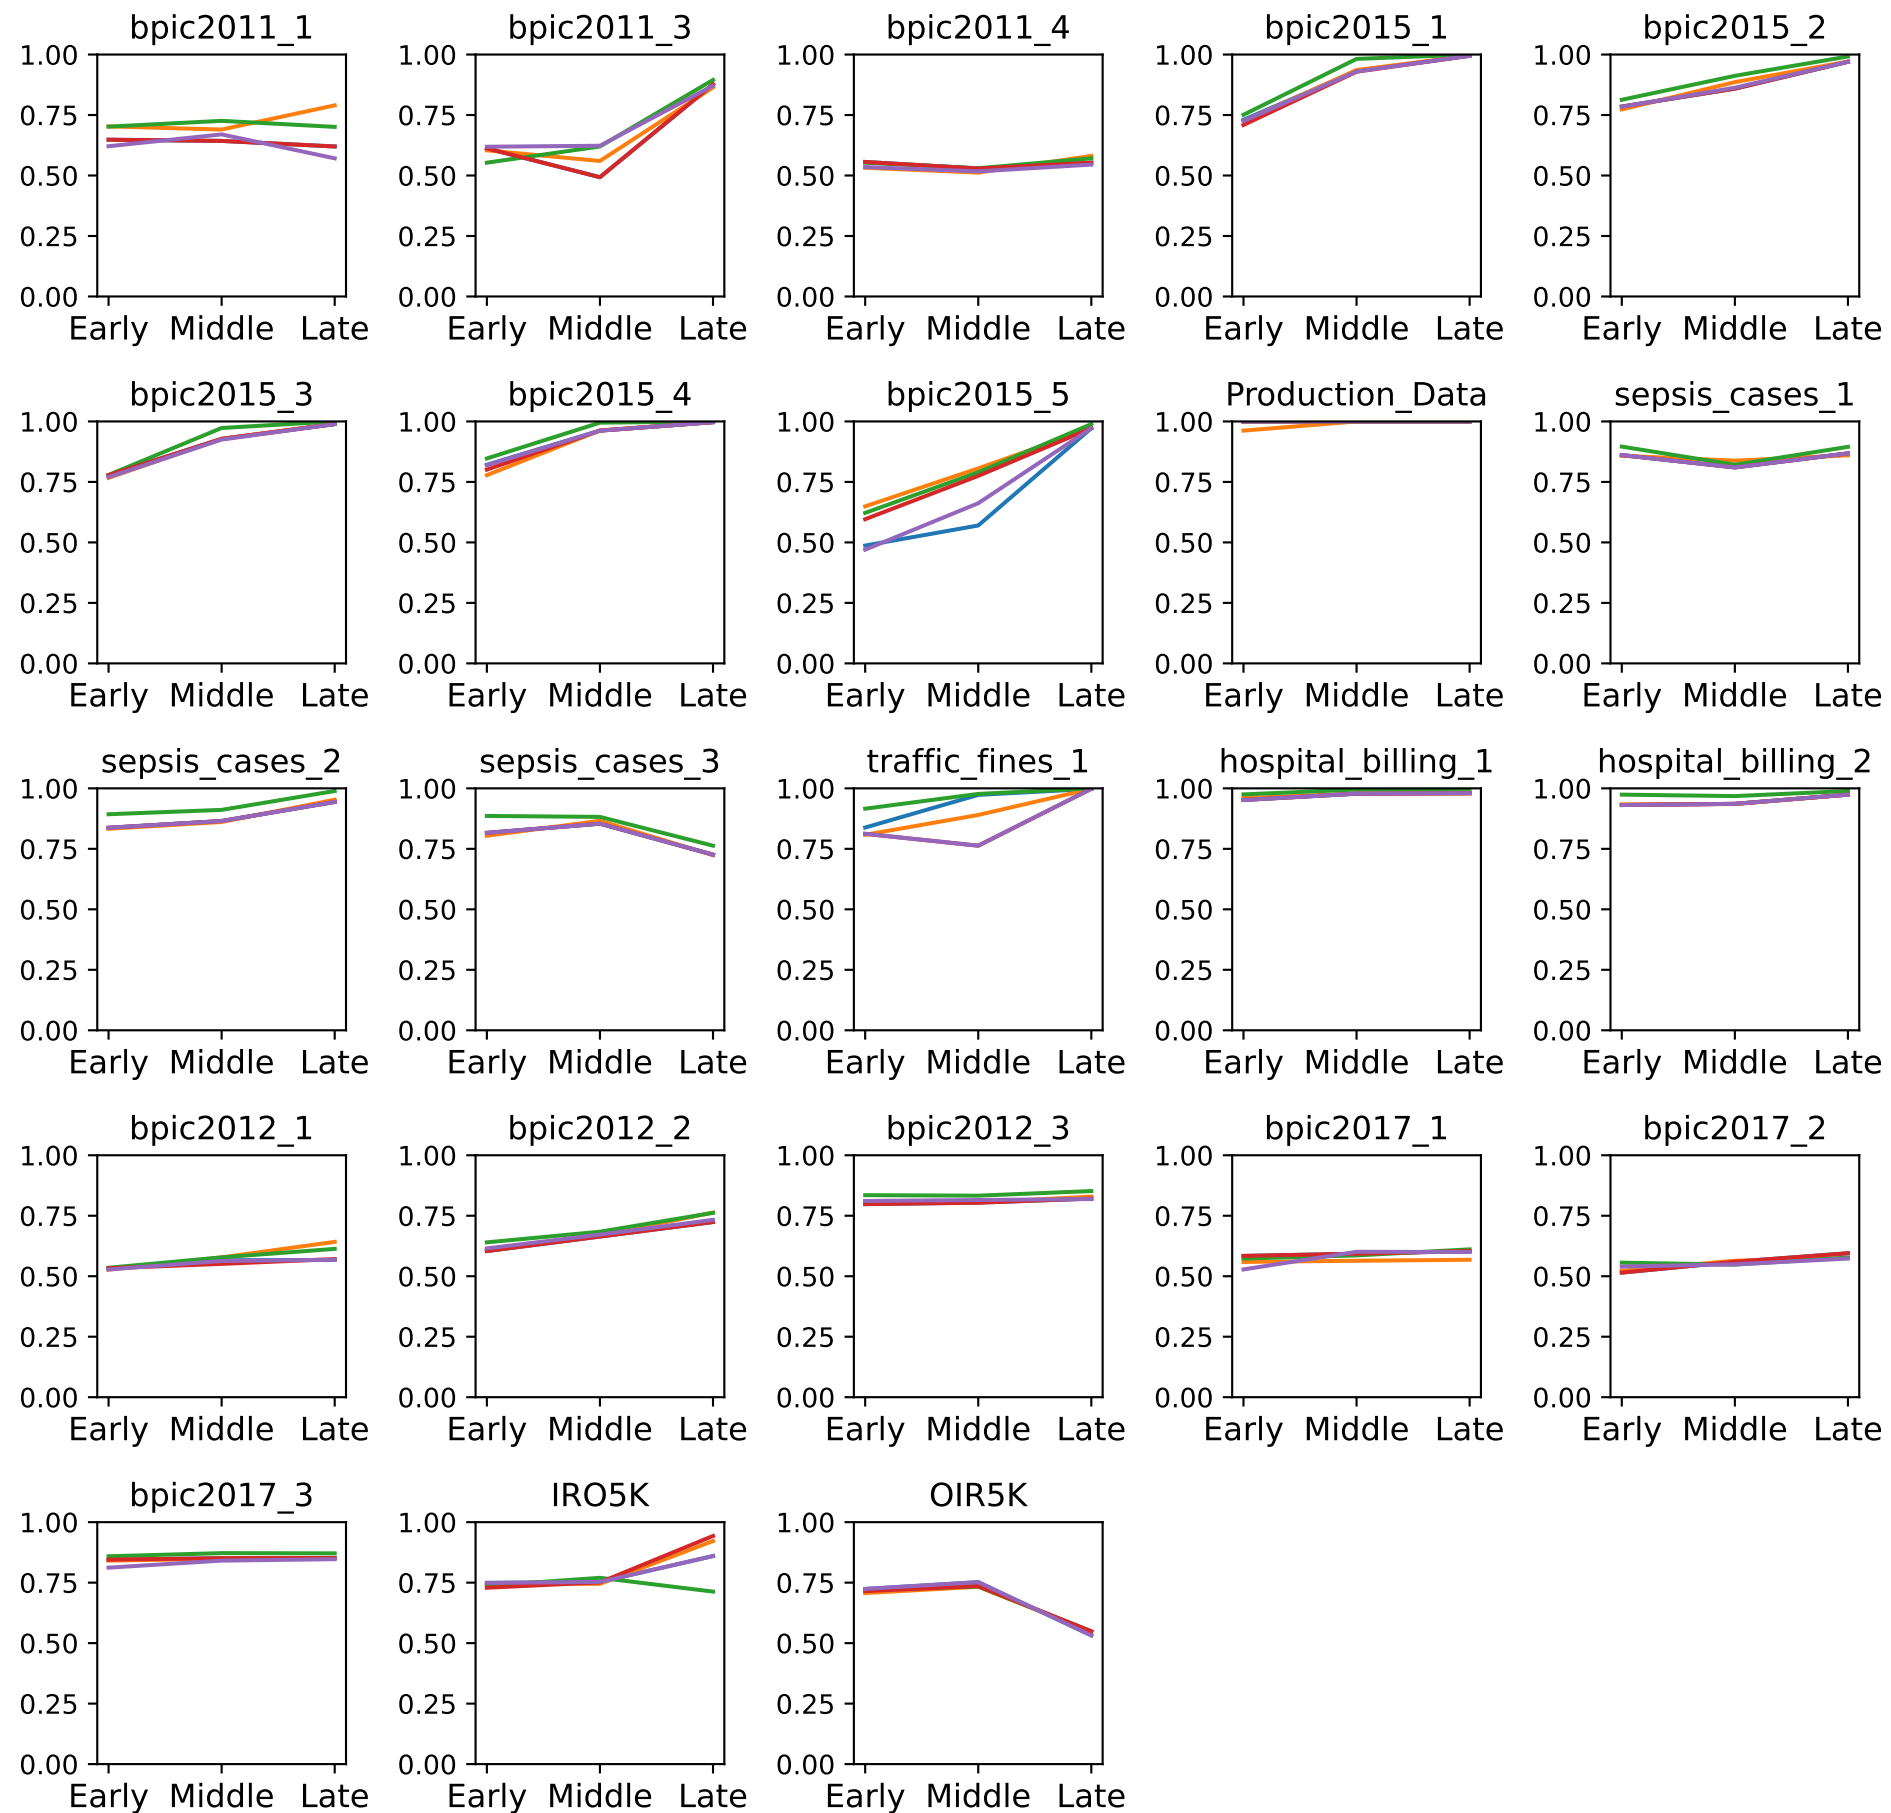 bpic2011_1 bpic2011_3 bpic2011_4 bpic2015_1 bpic2015_2
1.00 1.00 1.00 1.00 1.00
0.75 0.75 0.75 0.75 0.75
0.50 0.50 0.50 0.50 0.50
0.25 0.25 0.25 0.25 0.25
0.00 0.00 0.00 0.00 0.00
Early Middle Late Early Middle Late Early Middle Late Early Middle Late Early Middle Late
bpic2015_3 bpic2015_4 bpic2015_5 Production_Data sepsis_cases_1
1.00 1.00 1.00 1.00 1.00
0.75 0.75 0.75 0.75 0.75
0.50 0.50 0.50 0.50 0.50
0.25 0.25 0.25 0.25 0.25
0.00 0.00 0.00 0.00 0.00
Early Middle Late Early Middle Late Early Middle Late Early Middle Late Early Middle Late
sepsis_cases_2 sepsis_cases_3 traffic_fines_1 hospital_billing_1 hospital_billing_2
1.00 1.00 1.00 1.00 1.00
0.75 0.75 0.75 0.75 0.75
0.50 0.50 0.50 0.50 0.50
0.25 0.25 0.25 0.25 0.25
0.00 0.00 0.00 0.00 0.00
Early Middle Late Early Middle Late Early Middle Late Early Middle Late Early Middle Late
bpic2012_1 bpic2012_2 bpic2012_3 bpic2017_1 bpic2017_2
1.00 1.00 1.00 1.00 1.00
0.75 0.75 0.75 0.75 0.75
0.50 0.50 0.50 0.50 0.50
0.25 0.25 0.25 0.25 0.25
0.00 0.00 0.00 0.00 0.00
Early Middle Late Early Middle Late Early Middle Late Early Middle Late Early Middle Late
bpic2017_3 IRO5K OIR5K
1.00 1.00 1.00
0.75 0.75 0.75
0.50 0.50 0.50
0.25 0.25 0.25
0.00 0.00 0.00
Early Middle Late Early Middle Late Early Middle Late